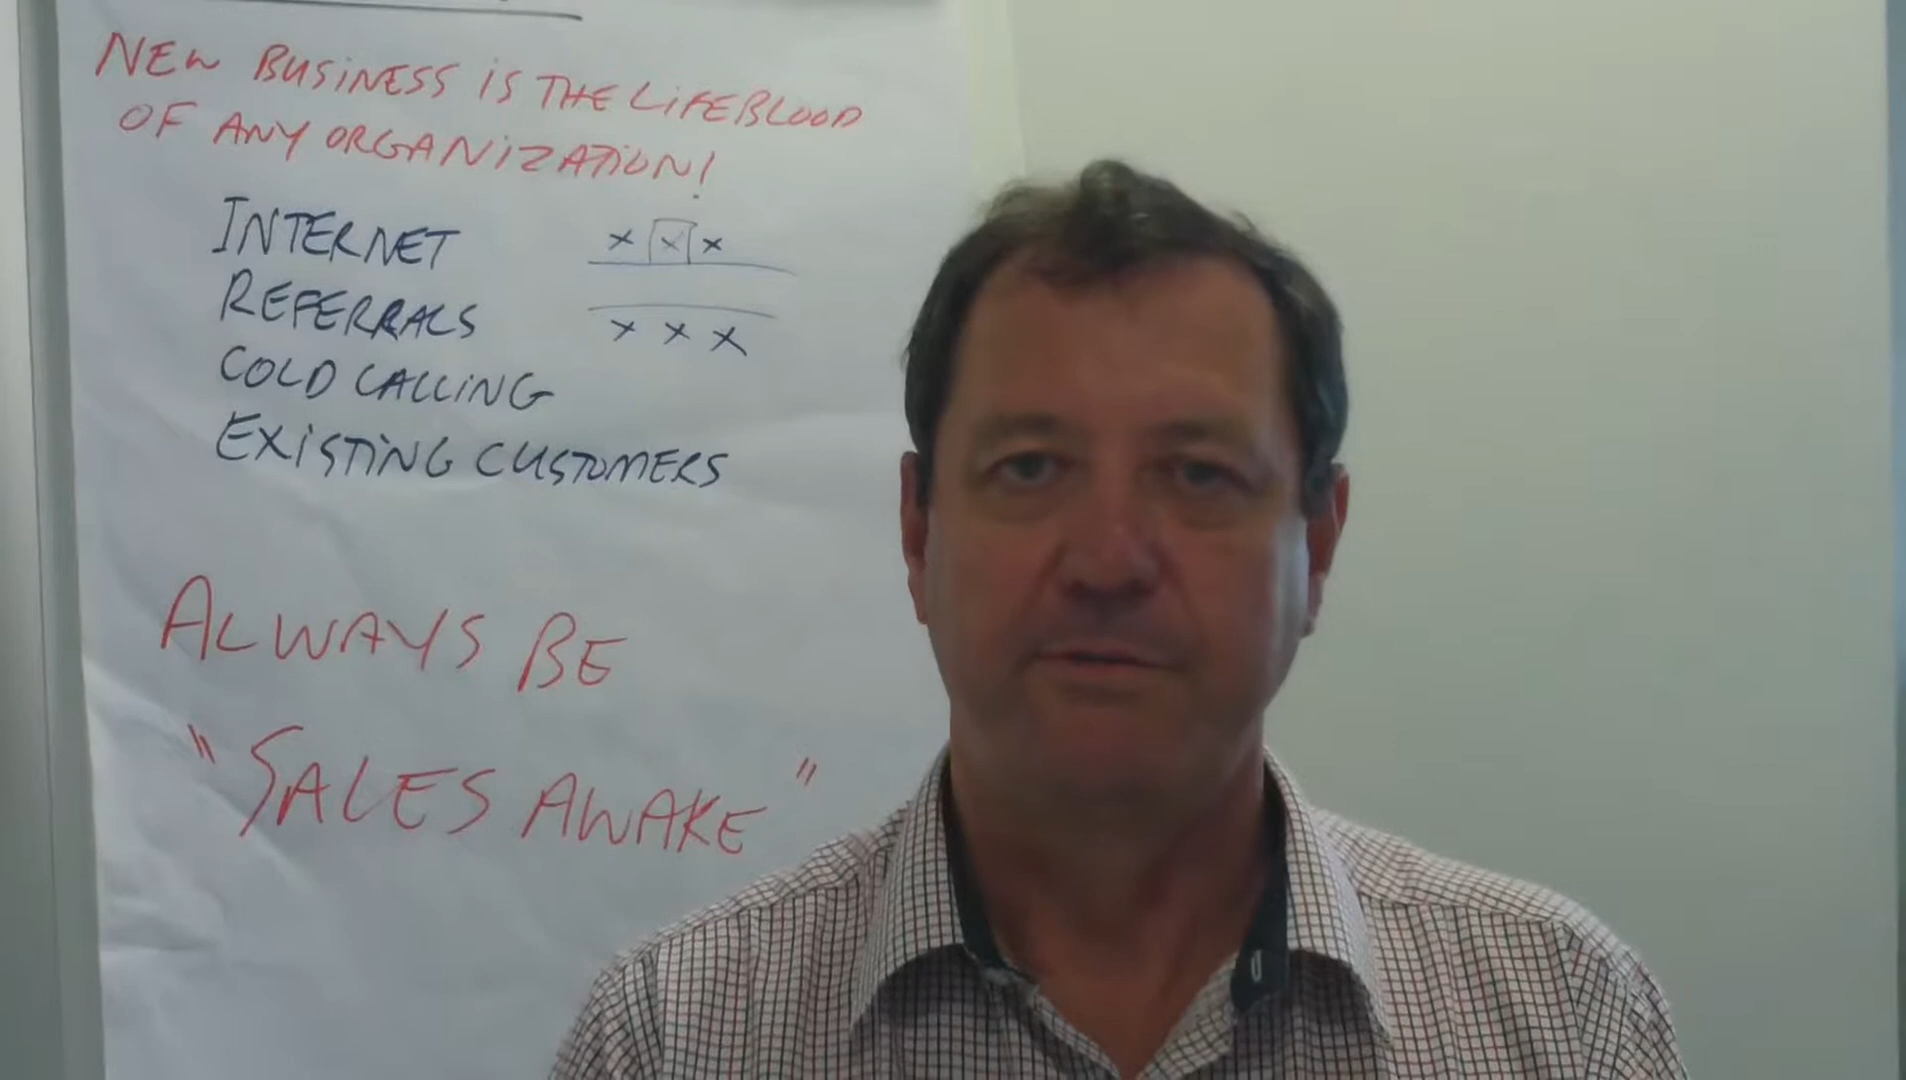 NEW BUSINESS IS THE LIFEBLOOD
OF ANY ORGANIZATION!
INTERNET
REFERRALS
COLD CALLING
EXISTING CUSTOMERS
x x x
x x x
ALWAYS BE
"SALES AWAKE"